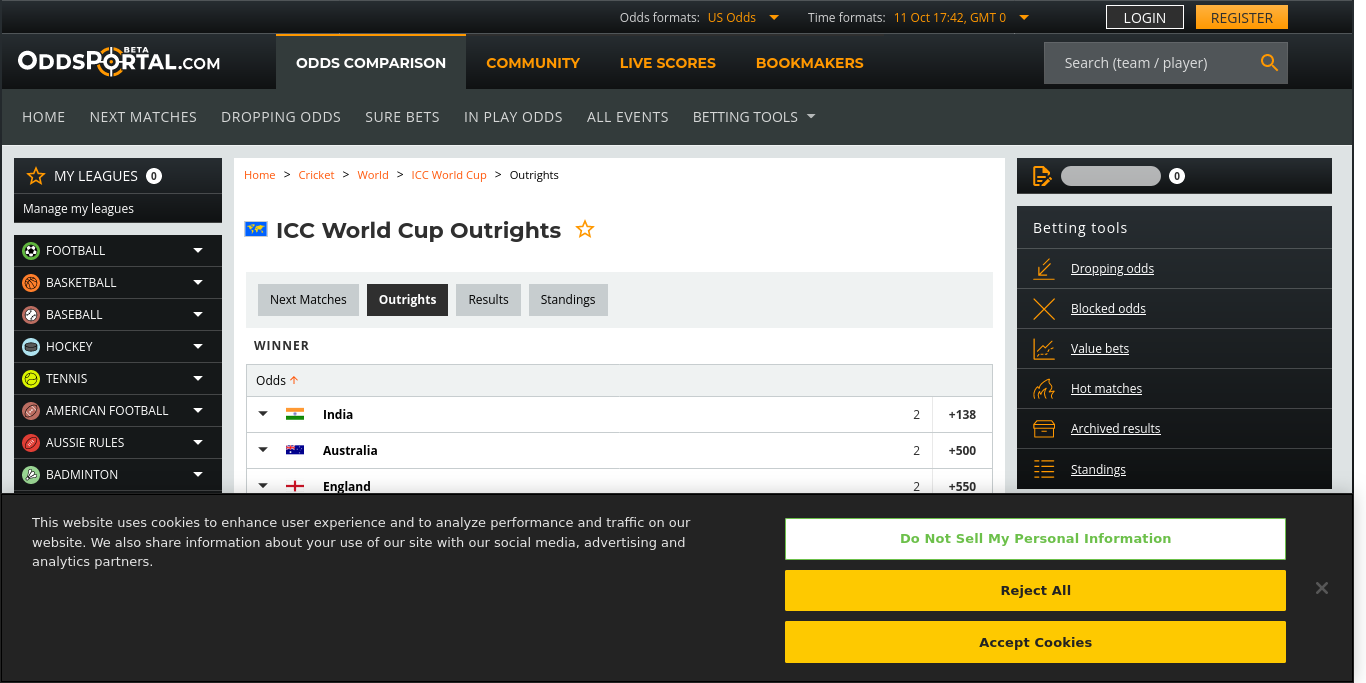 Odds formats: US Odds Time formats: 11 Oct 17:42, GMT 0 LOGIN REGISTER
ODDSPORTAL.COM BETA
ODDS COMPARISON COMMUNITY LIVE SCORES BOOKMAKERS Search (team / player)
HOME NEXT MATCHES DROPPING ODDS SURE BETS IN PLAY ODDS ALL EVENTS BETTING TOOLS
MY LEAGUES 0
Manage my leagues
FOOTBALL
BASKETBALL
BASEBALL
HOCKEY
TENNIS
AMERICAN FOOTBALL
AUSSIE RULES
BADMINTON
Home > Cricket > World > ICC World Cup > Outrights
ICC World Cup Outrights
Next Matches Outrights Results Standings
WINNER
Odds
India 2 +138
Australia 2 +500
England 2 +550
0
Betting tools
Dropping odds
Blocked odds
Value bets
Hot matches
Archived results
Standings
This website uses cookies to enhance user experience and to analyze performance and traffic on our
website. We also share information about your use of our site with our social media, advertising and
analytics partners.
Do Not Sell My Personal Information
Reject All
Accept Cookies